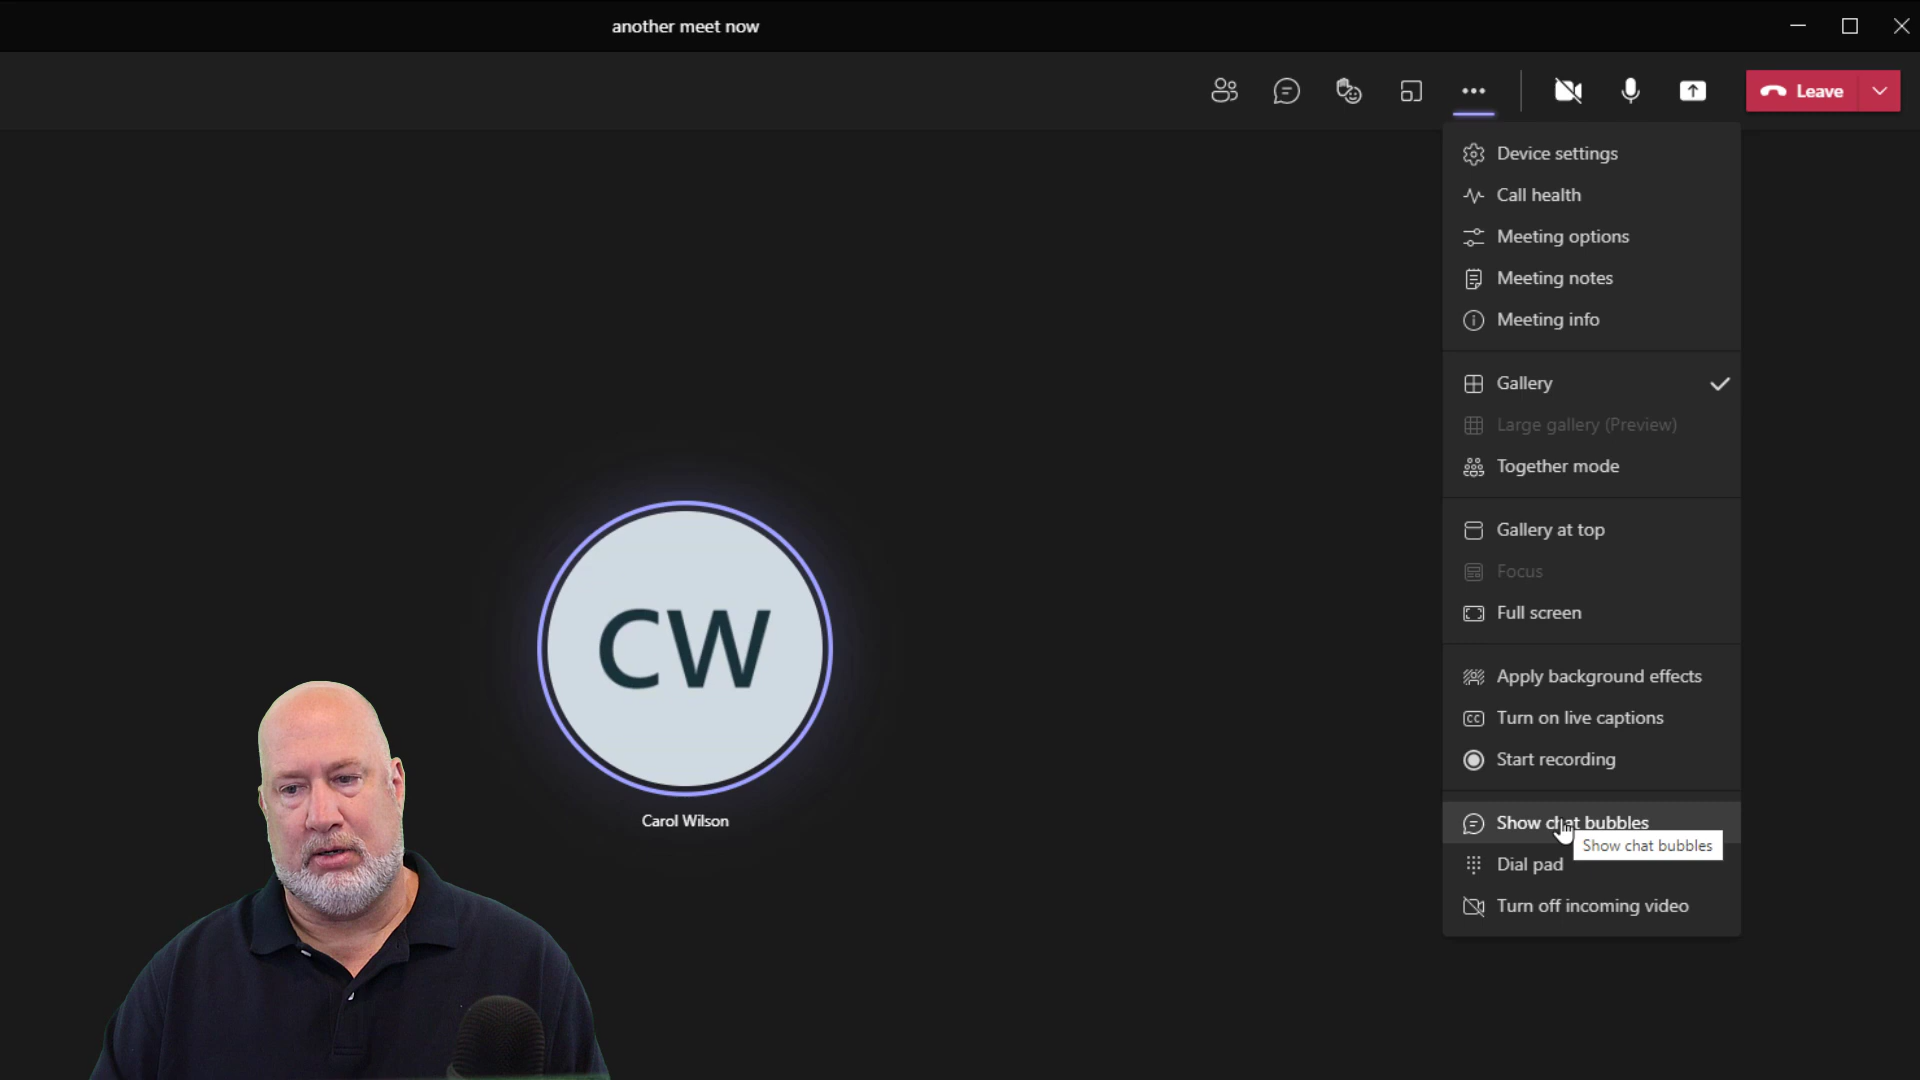 another meet now
Leave
Device settings
Call health
Meeting options
Meeting notes
Meeting info
Gallery
Large gallery (Preview)
Together mode
Gallery at top
Focus
Full screen
Apply background effects
CC Turn on live captions
Start recording
Show chat bubbles
Show chat bubbles
Dial pad
Turn off incoming video
CW
Carol Wilson